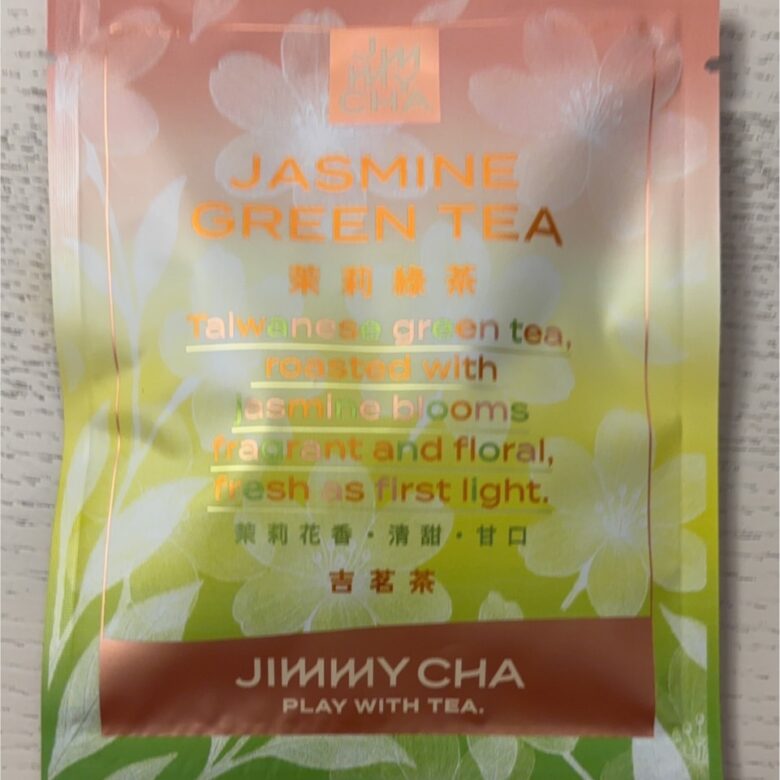 JIM
MY
CHA
JASMINE
GREEN TEA
茉莉綠茶
Taiwanese green tea,
roasted with
jasmine blooms
fragrant and floral,
fresh as first light.
茉莉花香·清甜·甘口
吉茗茶
JIMMY CHA
PLAY WITH TEA.